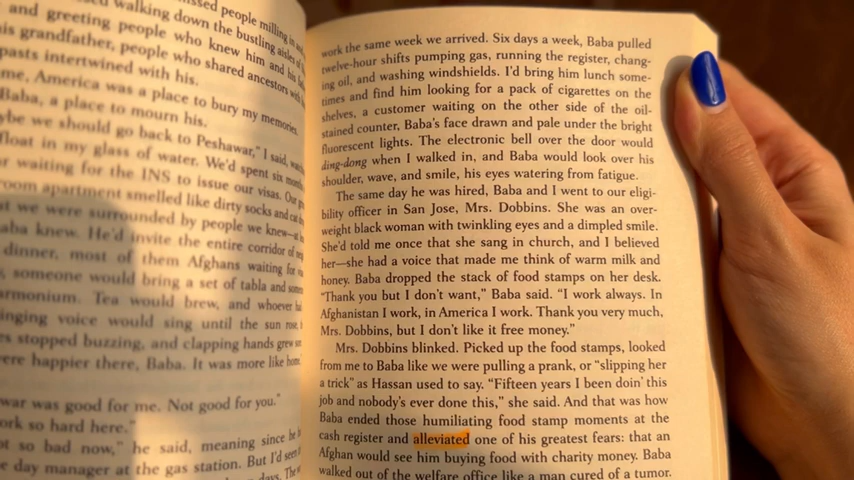 ssed people milling in and
walking down the bustling aisles of
and greeting people who knew him and his
is grandfather, people who shared ancestors with
pasts intertwined with his.
me, America was a place to bury my memories.
Baba, a place to mourn his.
ybe we should go back to Peshawar," I said,
float in my glass of water. We'd spent six months
r waiting for the INS to issue our visas. Our
room apartment smelled like dirty socks and cat
t we were surrounded by people we knew—at
aba knew. He'd invite the entire corridor of
dinner, most of them Afghans waiting for
, someone would bring a set of tabla and
armonium. Tea would brew, and whoever
inging voice would sing until the sun rose,
es stopped buzzing, and clapping hands grew
were happier there, Baba. It was more like home,
war was good for me. Not good for you."
ork so hard here."
ot so bad now," he said, meaning since he
e day manager at the gas station. But I'd seen
days.
work the same week we arrived. Six days a week, Baba pulled
twelve-hour shifts pumping gas, running the register, chang-
ing oil, and washing windshields. I'd bring him lunch some-
times and find him looking for a pack of cigarettes on the
shelves, a customer waiting on the other side of the oil-
stained counter, Baba's face drawn and pale under the bright
fluorescent lights. The electronic bell over the door would
ding-dong when I walked in, and Baba would look over his
shoulder, wave, and smile, his eyes watering from fatigue.
The same day he was hired, Baba and I went to our eligi-
bility officer in San Jose, Mrs. Dobbins. She was an over-
weight black woman with twinkling eyes and a dimpled smile.
She'd told me once that she sang in church, and I believed
her—she had a voice that made me think of warm milk and
honey. Baba dropped the stack of food stamps on her desk.
"Thank you but I don't want," Baba said. "I work always. In
Afghanistan I work, in America I work. Thank you very much,
Mrs. Dobbins, but I don't like it free money."
Mrs. Dobbins blinked. Picked up the food stamps, looked
from me to Baba like we were pulling a prank, or "slipping her
a trick" as Hassan used to say. "Fifteen years I been doin' this
job and nobody's ever done this," she said. And that was how
Baba ended those humiliating food stamp moments at the
cash register and alleviated one of his greatest fears: that an
Afghan would see him buying food with charity money. Baba
walked out of the welfare office like a man cured of a tumor.